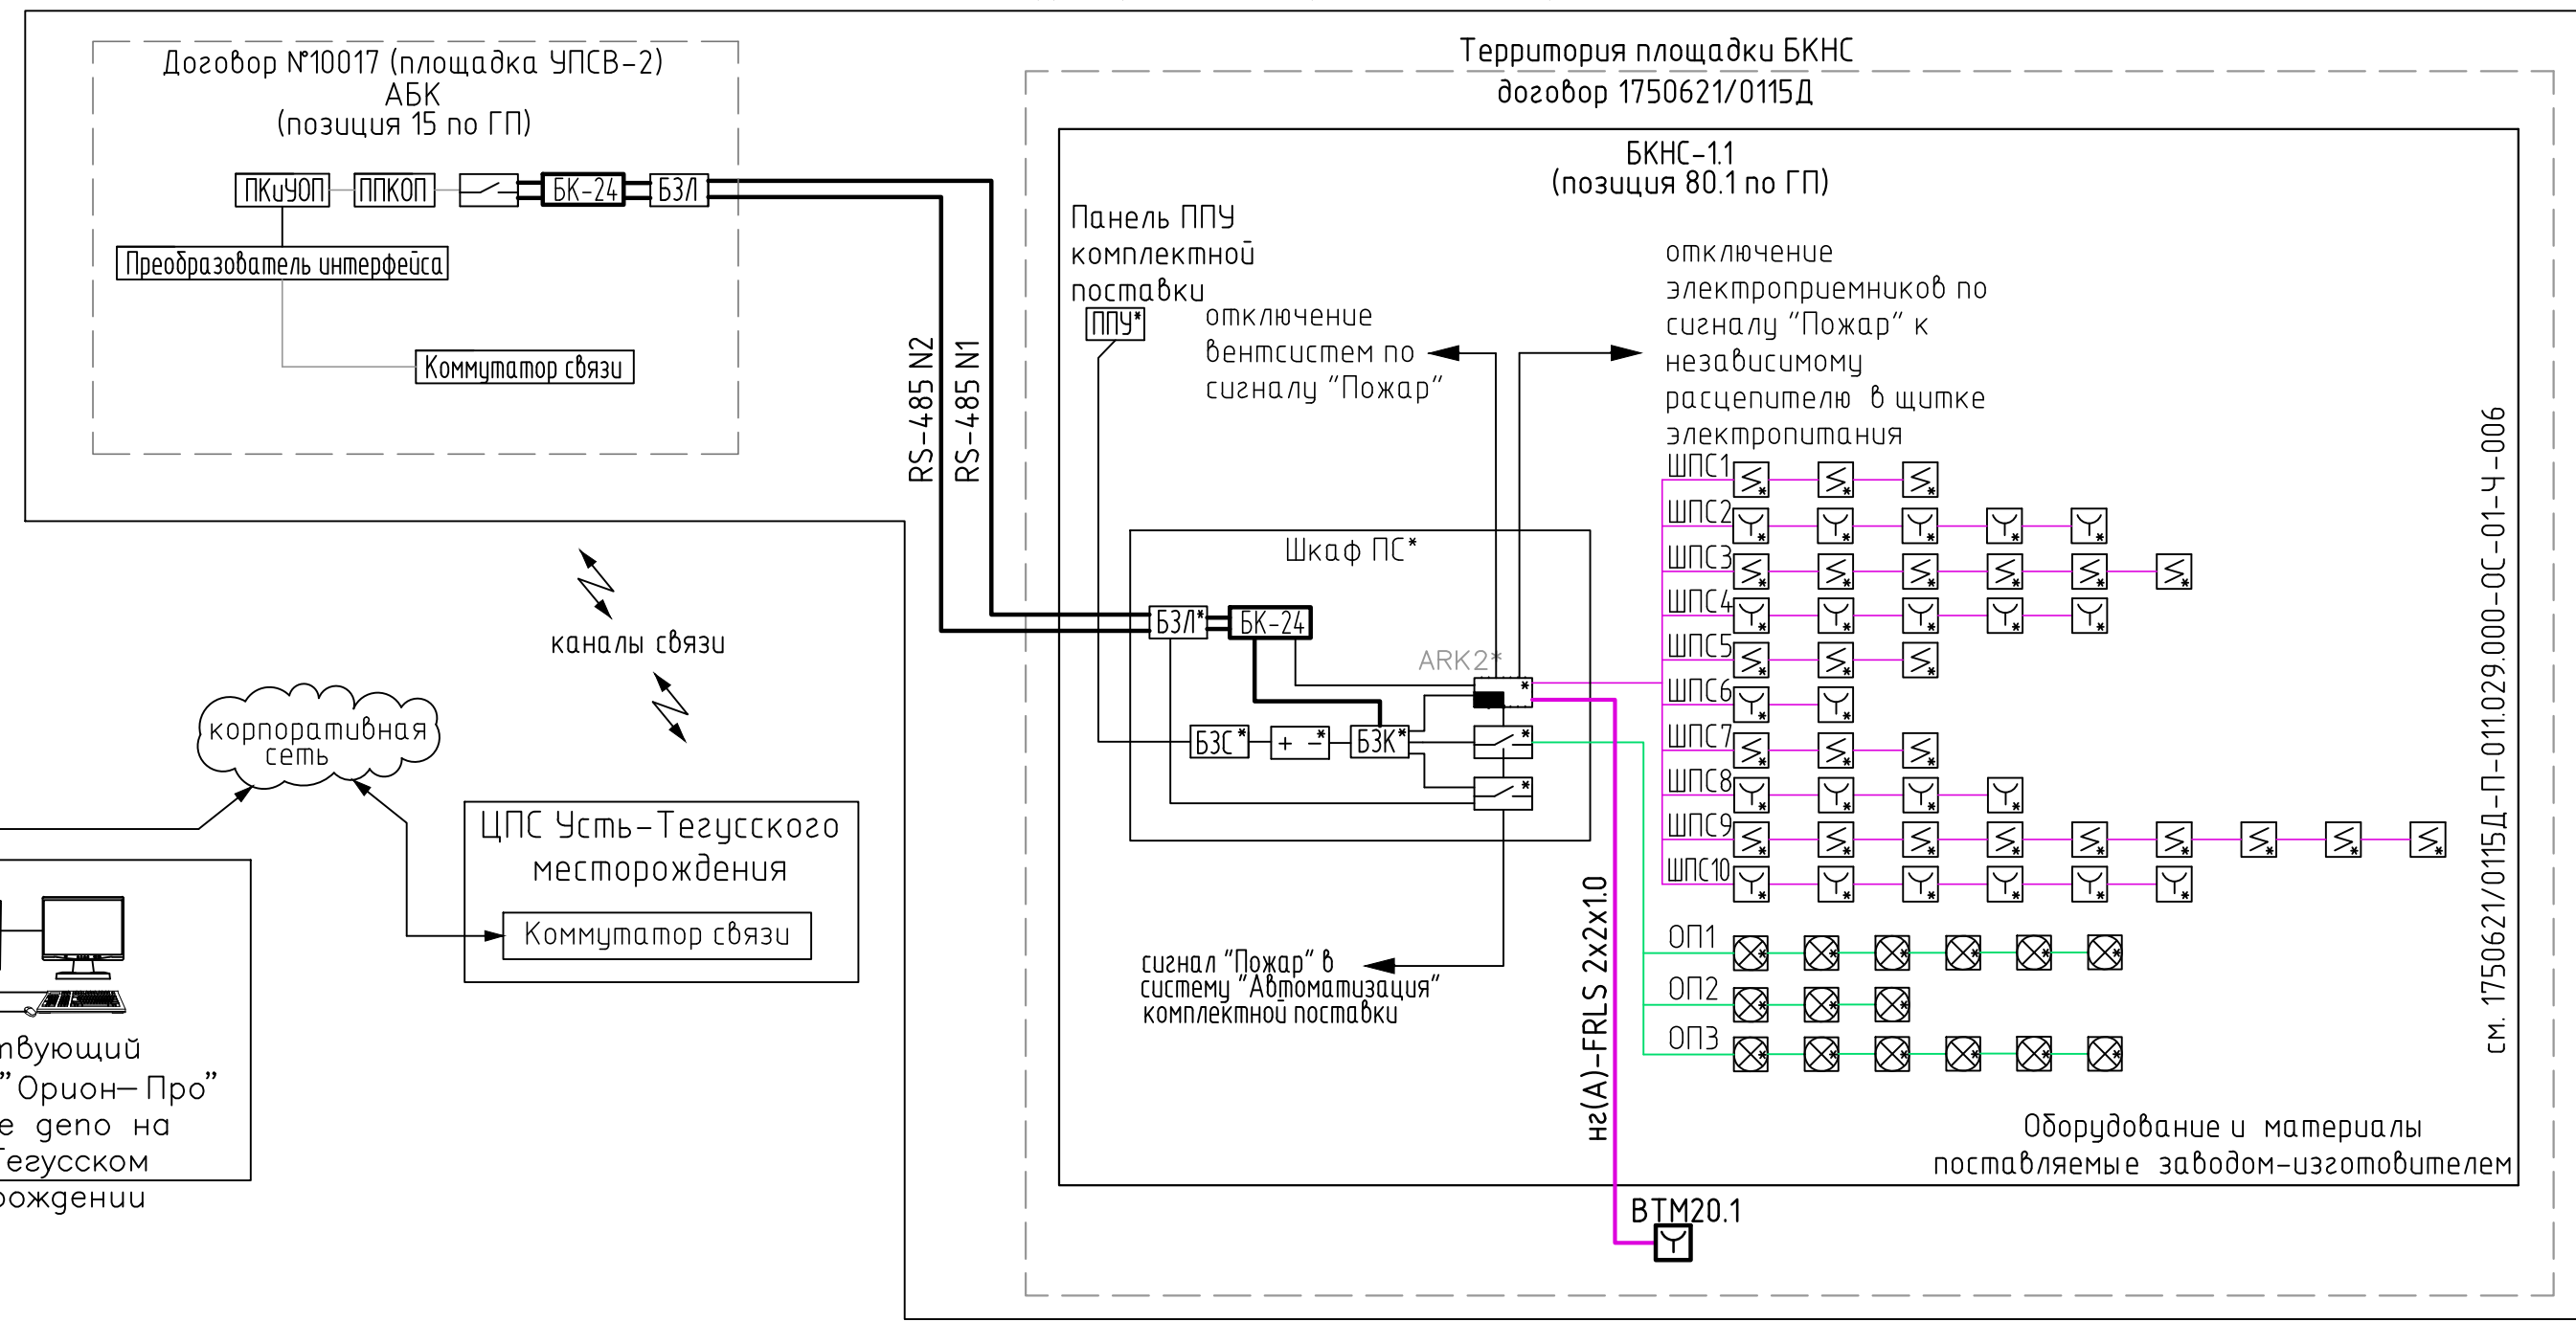 Договор №10017 (площадка УПСВ-2)
АБК
(позиция 15 по ГП)
ПКиУОП
ППКОП
БК-24
БЗЛ
Преобразователь интерфейса
Коммутатор связи
RS-485 N2
RS-485 N1
каналы связи
корпоративная
сеть
ЦПС Усть-Тегусского
месторождения
Коммутатор связи
твующий
"Орион-Про"
е депо на
Тегусском
рождении
Территория площадки БКНС
договор 1750621/0115Д
БКНС-1.1
(позиция 80.1 по ГП)
Панель ППУ
комплектной
поставки
ППУ*
отключение
вентсистем по
сигналу "Пожар"
отключение
электроприемников по
сигналу "Пожар" к
независимому
расцепителю в щитке
электропитания
Шкаф ПС*
БЗЛ*
БК-24
ARK2*
*
БЗС*
+ -*
БЗК*
*
*
сигнал "Пожар" в
систему "Автоматизация"
комплектной поставки
нг(А)-FRLS 2x2x1.0
ШПС1
* * *
ШПС2
* * * * *
ШПС3
* * * * * *
ШПС4
* * * * *
ШПС5
* * *
ШПС6
* *
ШПС7
* * *
ШПС8
* * * *
ШПС9
* * * * * * * * *
ШПС10
* * * * * *
ОП1
* * * * * *
ОП2
* * *
ОП3
* * * * * *
см. 1750621/0115Д-П-011.029.000-ОС-01-Ч-006
Оборудование и материалы
поставляемые заводом-изготовителем
ВТМ20.1